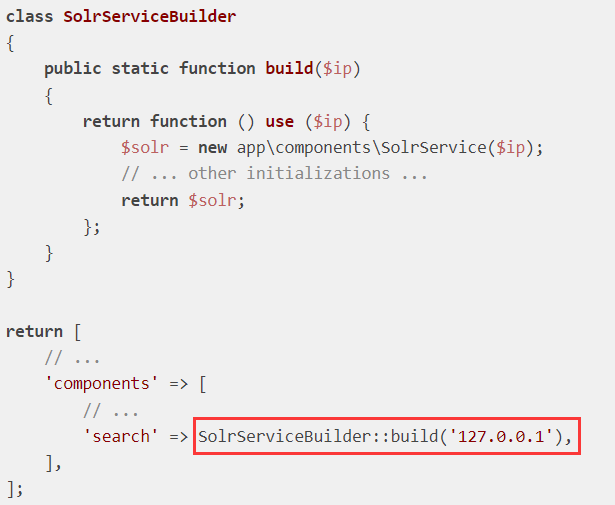 class SolrServiceBuilder
{
    public static function build($ip)
    {
        return function () use ($ip) {
            $solr = new app\components\SolrService($ip);
            // ... other initializations ...
            return $solr;
        };
    }
}

return [
    // ...
    'components' => [
        // ...
        'search' => SolrServiceBuilder::build('127.0.0.1'),
    ],
];